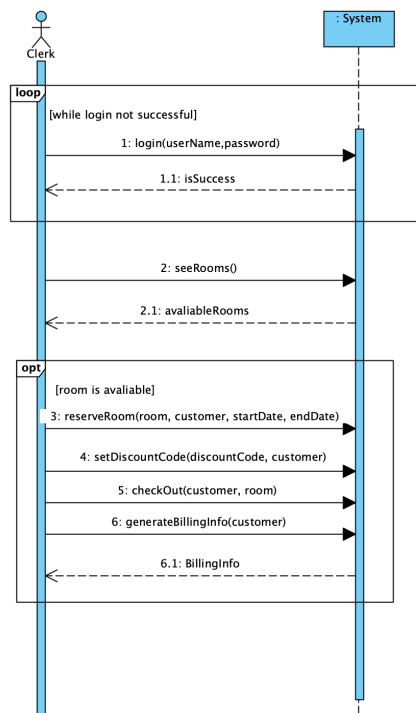 : System
Clerk
loop
[while login not successful]
1: login(userName,password)
1.1: isSuccess
2: seeRooms()
2.1: avaliableRooms
opt
[room is avaliable]
3: reserveRoom(room, customer, startDate, endDate)
4: setDiscountCode(discountCode, customer)
5: checkOut(customer, room)
6: generateBillingInfo(customer)
6.1: BillingInfo